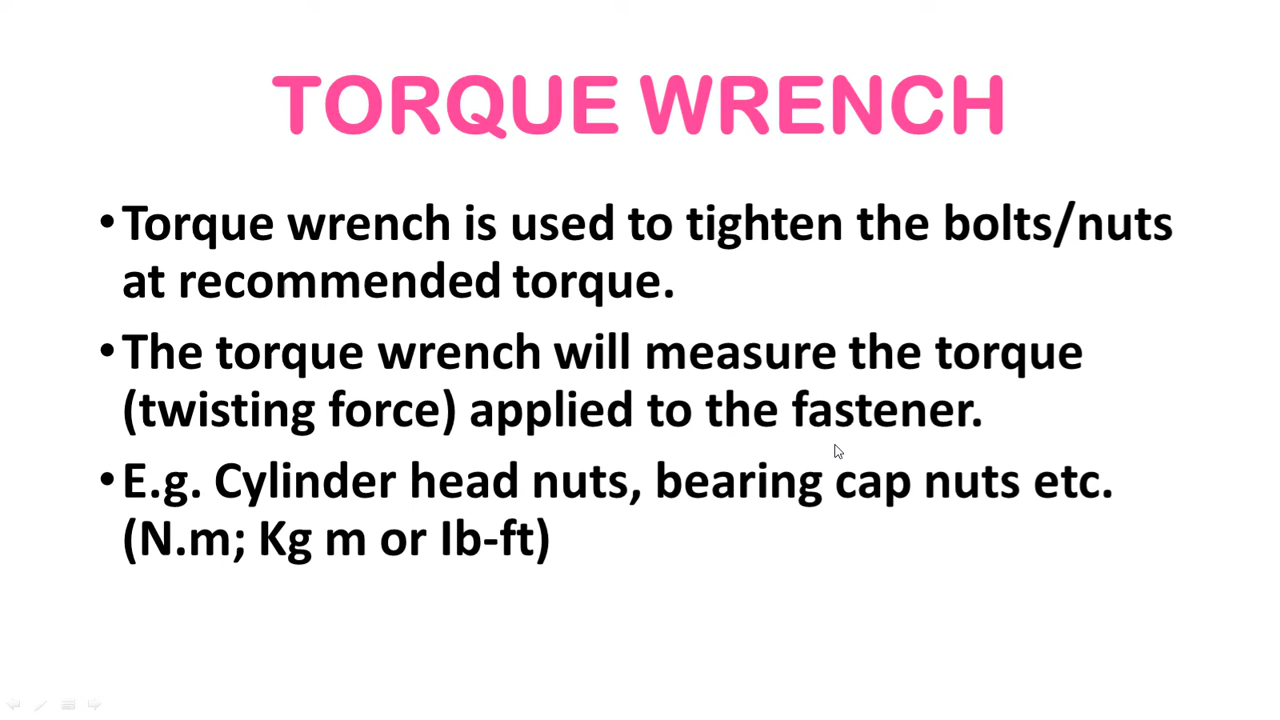 TORQUE WRENCH
•Torque wrench is used to tighten the bolts/nuts
at recommended torque.
•The torque wrench will measure the torque
(twisting force) applied to the fastener.
•E.g. Cylinder head nuts, bearing cap nuts etc.
(N.m; Kg m or Ib-ft)